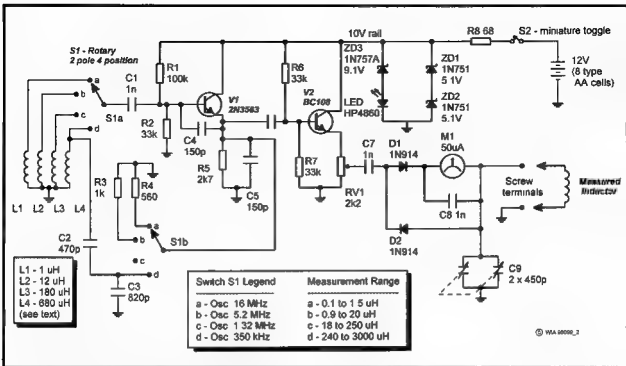 S1 - Rotary
2 pole 4 position
10V rail
R8 68
S2 - miniature toggle
C1
1n
R1
100k
R6
33k
ZD3
1N757A
9.1V
ZD1
1N751
5.1V
12V
(8 type
AA cells)
a
b
c
d
S1a
V1
2N3563
V2
BC108
LED
HP4860
ZD2
1N751
5.1V
R2
33k
C4
150p
R5
2k7
C5
150p
R7
33k
RV1
2k2
C7
1n
D1
1N914
M1
50uA
Screw
terminals
Measured
Inductor
C8 1n
D2
1N914
C9
2 x 450p
R3
1k
R4
560
L1
L2
L3
L4
a
b
c
d
S1b
C2
470p
C3
820p
L1 - 1 uH
L2 - 12 uH
L3 - 180 uH
L4 - 680 uH
(see text)
Switch S1 Legend
Measurement Range
a - Osc 16 MHz
a - 0.1 to 1 5 uH
b - Osc 5.2 MHz
b - 0.9 to 20 uH
c - Osc 1 32 MHz
c - 18 to 250 uH
d - Osc 350 kHz
d - 240 to 3000 uH